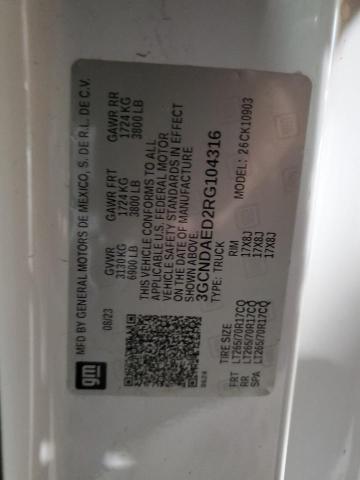 MFD BY GENERAL MOTORS DE MEXICO, S. DE R.L. DE C.V.
08/23
GVWR
3130 KG
6900 LB
GAWR FRT
1724 KG
3800 LB
GAWR RR
1724 KG
3800 LB
THIS VEHICLE CONFORMS TO ALL
APPLICABLE U.S. FEDERAL MOTOR
VEHICLE SAFETY STANDARDS IN EFFECT
ON THE DATE OF MANUFACTURE
SHOWN ABOVE.
3GCNDAED2RG104316
TYPE: TRUCK
MODEL: 26CK10903
TIRE SIZE
RIM
FRT LT265/70R17CQ 17X8J
RR LT265/70R17CQ 17X8J
SPA LT265/70R17CQ 17X8J
gm